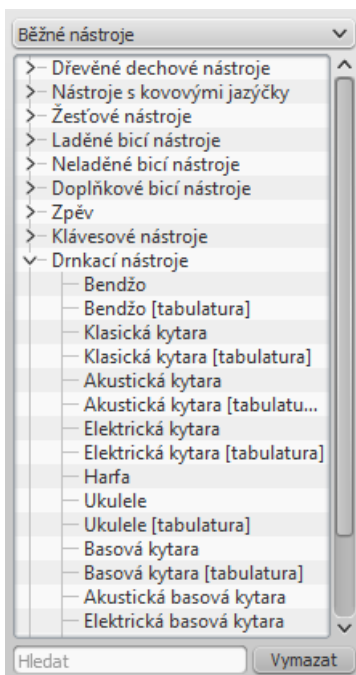 Běžné nástroje
Dřevěné dechové nástroje
Nástroje s kovovými jazýčky
Žesťové nástroje
Laděné bicí nástroje
Neladěné bicí nástroje
Doplňkové bicí nástroje
Zpěv
Klávesové nástroje
Drnkací nástroje
Bendžo
Bendžo [tabulatura]
Klasická kytara
Klasická kytara [tabulatura]
Akustická kytara
Akustická kytara [tabulatu...
Elektrická kytara
Elektrická kytara [tabulatura]
Harfa
Ukulele
Ukulele [tabulatura]
Basová kytara
Basová kytara [tabulatura]
Akustická basová kytara
Elektrická basová kytara
Hledat Vymazat